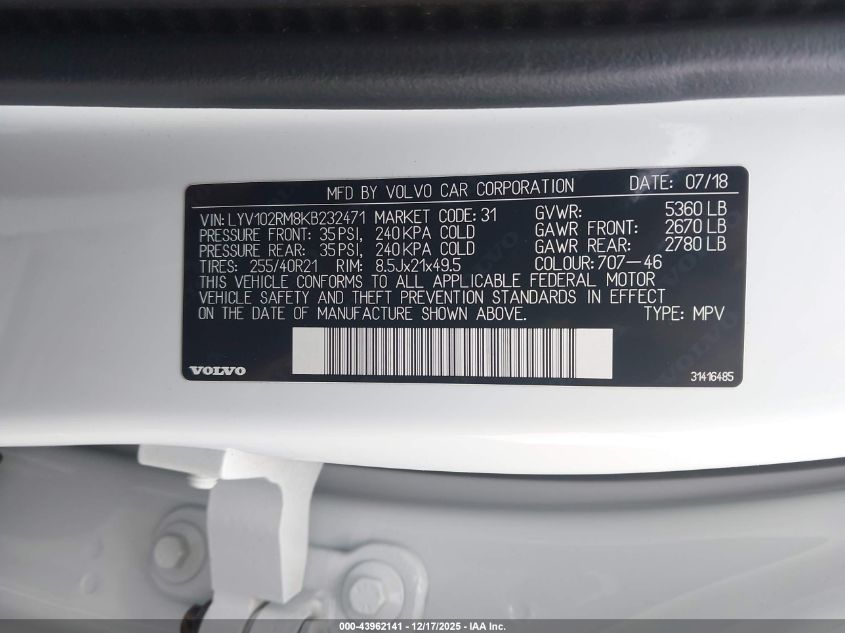 MFD BY VOLVO CAR CORPORATION DATE: 07/18
VIN: LYV102RM8KB232471 MARKET CODE: 31 GVWR: 5360 LB
PRESSURE FRONT: 35 PSI, 240 KPA COLD GAWR FRONT: 2670 LB
PRESSURE REAR: 35 PSI, 240 KPA COLD GAWR REAR: 2780 LB
TIRES: 255/40R21 RIM: 8.5Jx21x49.5 COLOUR: 707-46
THIS VEHICLE CONFORMS TO ALL APPLICABLE FEDERAL MOTOR
VEHICLE SAFETY AND THEFT PREVENTION STANDARDS IN EFFECT
ON THE DATE OF MANUFACTURE SHOWN ABOVE. TYPE: MPV
VOLVO 31416485
000-43962141 - 12/17/2025 - IAA Inc.